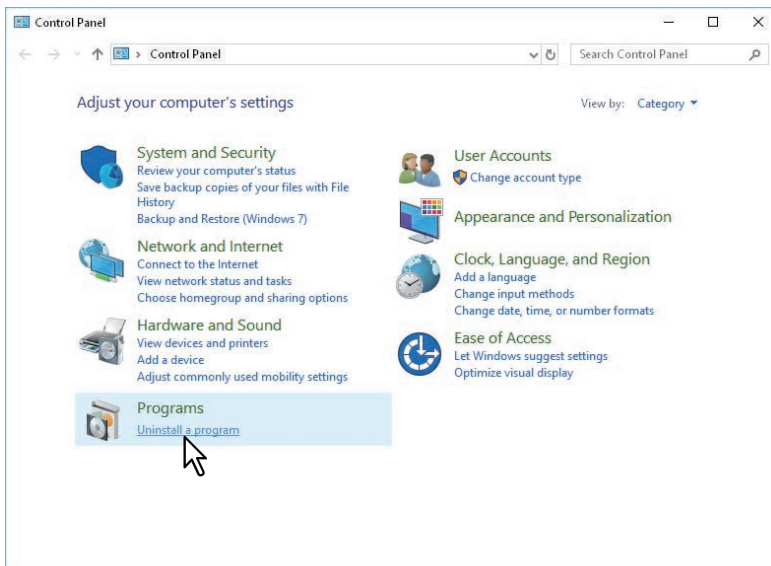 Control Panel
Control Panel
Search Control Panel
Adjust your computer's settings
View by: Category
System and Security
Review your computer's status
Save backup copies of your files with File
History
Backup and Restore (Windows 7)
Network and Internet
Connect to the Internet
View network status and tasks
Choose homegroup and sharing options
Hardware and Sound
View devices and printers
Add a device
Adjust commonly used mobility settings
Programs
Uninstall a program
User Accounts
Change account type
Appearance and Personalization
Clock, Language, and Region
Add a language
Change input methods
Change date, time, or number formats
Ease of Access
Let Windows suggest settings
Optimize visual display